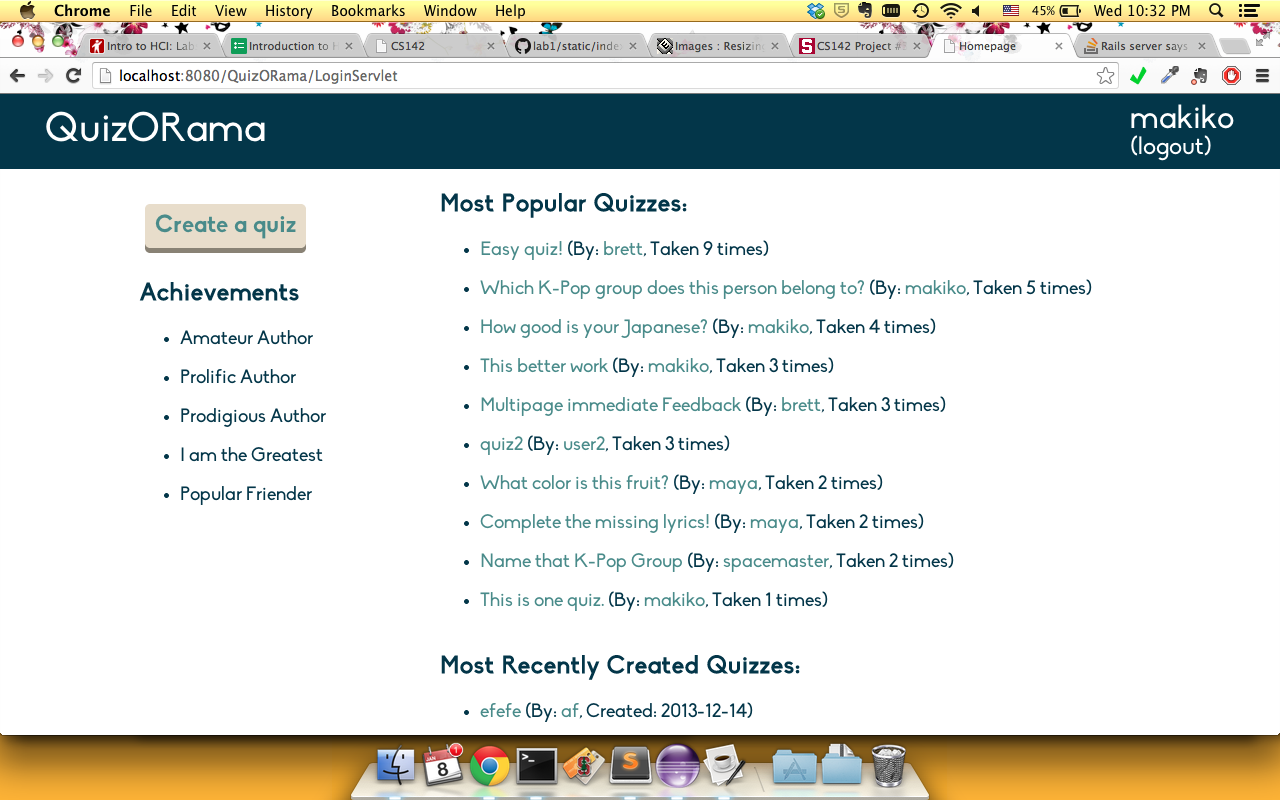 Chrome File Edit View History Bookmarks Window Help 45% Wed 10:32 PM
Intro to HCI: Lab Introduction to H CS142 lab1/static/inde Images : Resizin CS142 Project # Homepage Rails server says
localhost:8080/QuizORama/LoginServlet
QuizORama
makiko
(logout)
Create a quiz
Achievements
Amateur Author
Prolific Author
Prodigious Author
I am the Greatest
Popular Friender
Most Popular Quizzes:
Easy quiz! (By: brett, Taken 9 times)
Which K-Pop group does this person belong to? (By: makiko, Taken 5 times)
How good is your Japanese? (By: makiko, Taken 4 times)
This better work (By: makiko, Taken 3 times)
Multipage immediate Feedback (By: brett, Taken 3 times)
quiz2 (By: user2, Taken 3 times)
What color is this fruit? (By: maya, Taken 2 times)
Complete the missing lyrics! (By: maya, Taken 2 times)
Name that K-Pop Group (By: spacemaster, Taken 2 times)
This is one quiz. (By: makiko, Taken 1 times)
Most Recently Created Quizzes:
efefe (By: af, Created: 2013-12-14)
JAN
8
1